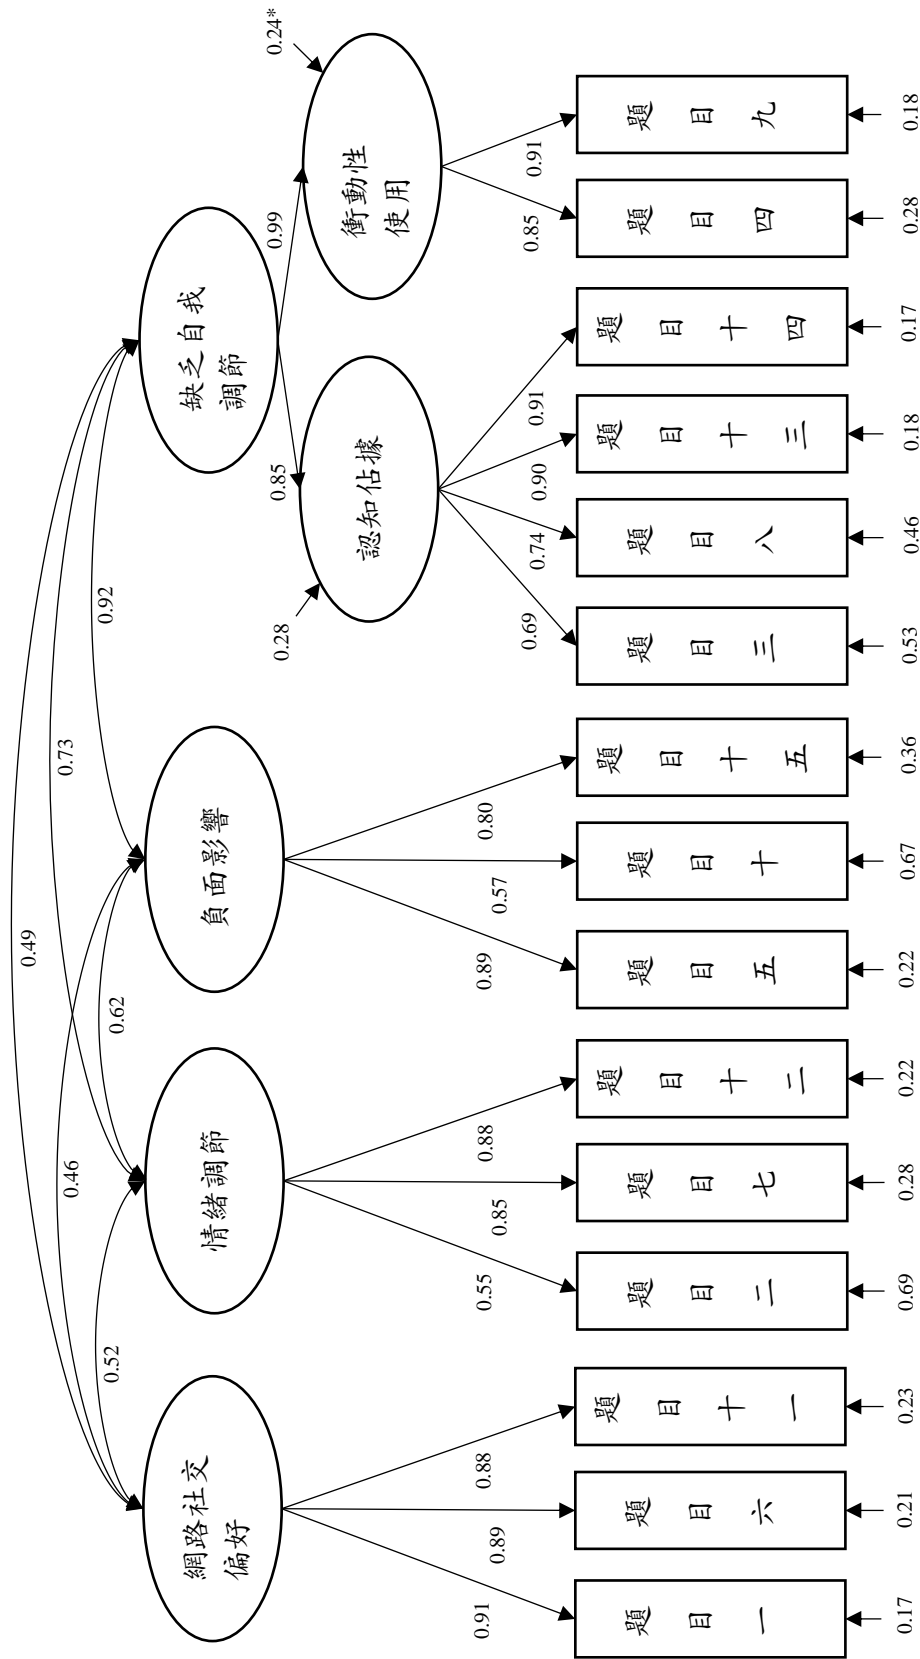 0.49
0.73
0.46
0.92
0.52
0.62
網路社交
偏好
情緒調節
負面影響
缺乏自我
調節
0.85
0.99
0.28
0.24*
認知佔據
衝動性
使用
0.91
0.89
0.88
0.55
0.85
0.88
0.89
0.57
0.80
0.69
0.74
0.90
0.91
0.85
0.91
題目一
題目六
題目十一
題目二
題目七
題目十二
題目五
題目十
題目十五
題目三
題目八
題目十三
題目十四
題目四
題目九
0.17
0.21
0.23
0.69
0.28
0.22
0.22
0.67
0.36
0.53
0.46
0.18
0.17
0.28
0.18